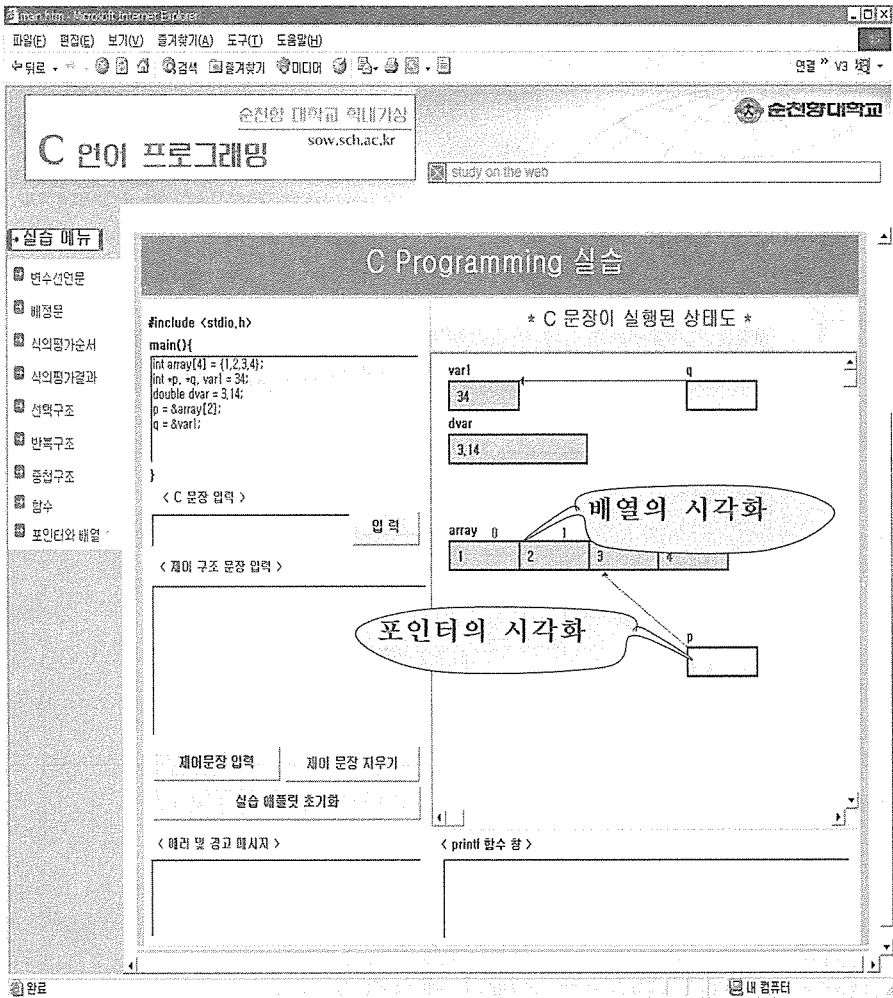 man.htm - Microsoft Internet Explorer
파일(F) 편집(E) 보기(V) 즐겨찾기(A) 도구(T) 도움말(H)
뒤로 검색 즐겨찾기 미디어 연결 » V3
순천향 대학교 학내기상
sow.sch.ac.kr
C 언어 프로그래밍
순천향대학교
study on the web
실습 메뉴
변수선언문
배정문
식의평가순서
식의평가결과
선택구조
반복구조
중첩구조
함수
포인터와 배열
C Programming 실습
#include <stdio.h>
main(){
int array[4] = {1,2,3,4};
int *p, *q, var1 = 34;
double dvar = 3.14;
p = &array[2];
q = &var1;
}
< C 문장 입력 >
입 력
< 제어 구조 문장 입력 >
제어문장 입력 제어 문장 지우기
실습 애플릿 초기화
< 에러 및 경고 메시지 >
* C 문장이 실행된 상태도 *
var1 q
34
dvar
3.14
배열의 시각화
array 0 1
1 2 3 4
포인터의 시각화
p
< printf 함수 창 >
완료 내 컴퓨터